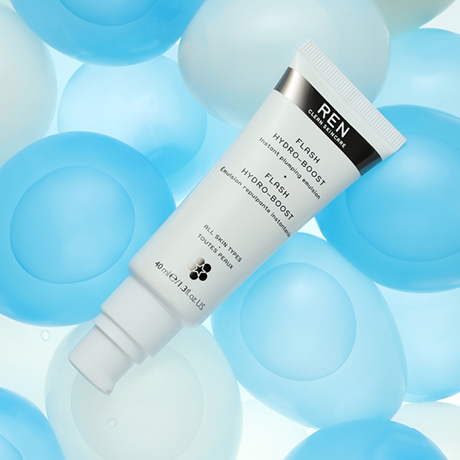 REN
CLEAN SKINCARE
FLASH
HYDRO-BOOST
instant plumping emulsion
•
FLASH
HYDRO-BOOST
Émulsion repulpante instantanée
ALL SKIN TYPES
•
TOUTES PEAUX
40 ml ℮/1.3 fl.oz US